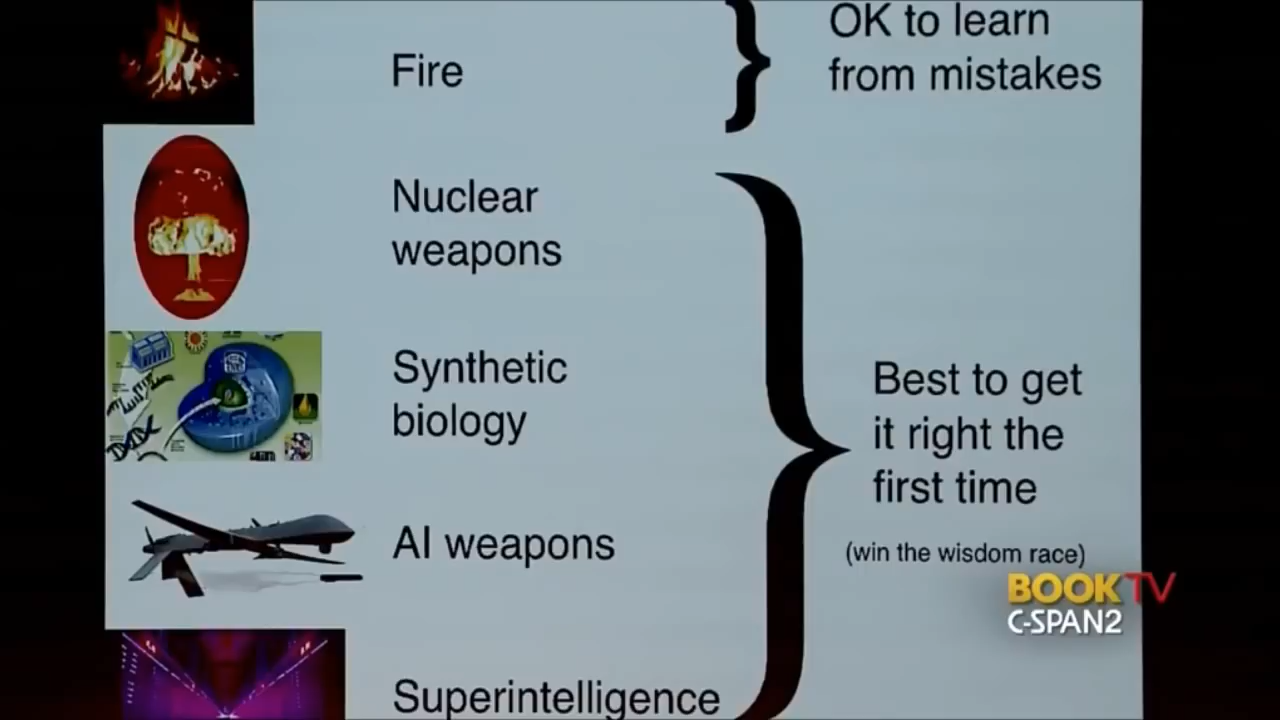 OK to learn
from mistakes
Fire
Nuclear
weapons
Synthetic
biology
AI weapons
Superintelligence
Best to get
it right the
first time
(win the wisdom race)
BOOK TV
C-SPAN2